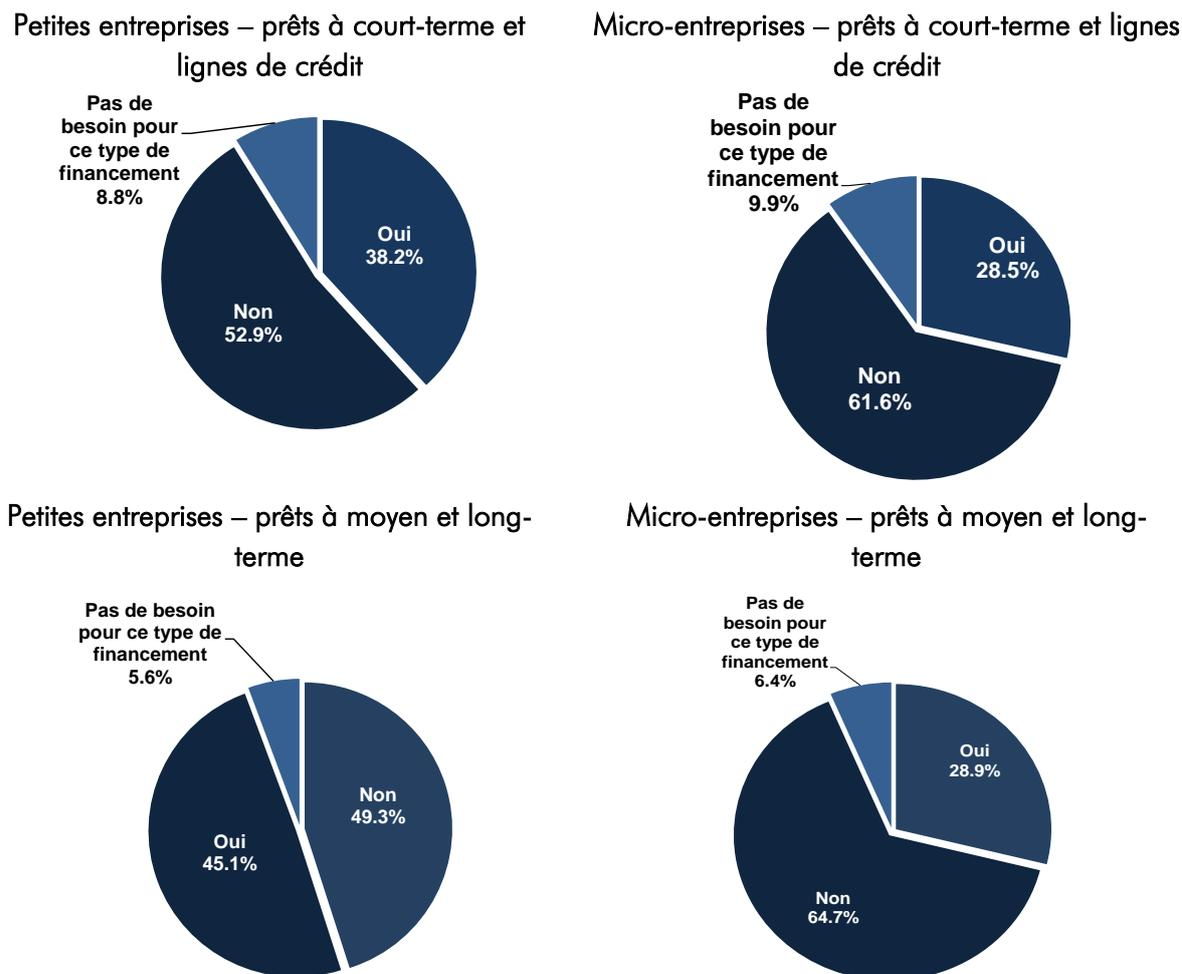 Petites entreprises – prêts à court-terme et
lignes de crédit
Pas de
besoin pour
ce type de
financement
8.8%
Oui
38.2%
Non
52.9%
Micro-entreprises – prêts à court-terme et lignes
de crédit
Pas de
besoin pour
ce type de
financement
9.9%
Oui
28.5%
Non
61.6%
Petites entreprises – prêts à moyen et long-
terme
Pas de besoin
pour ce type de
financement
5.6%
Non
49.3%
Oui
45.1%
Micro-entreprises – prêts à moyen et long-
terme
Pas de
besoin pour
ce type de
financement
6.4%
Oui
28.9%
Non
64.7%